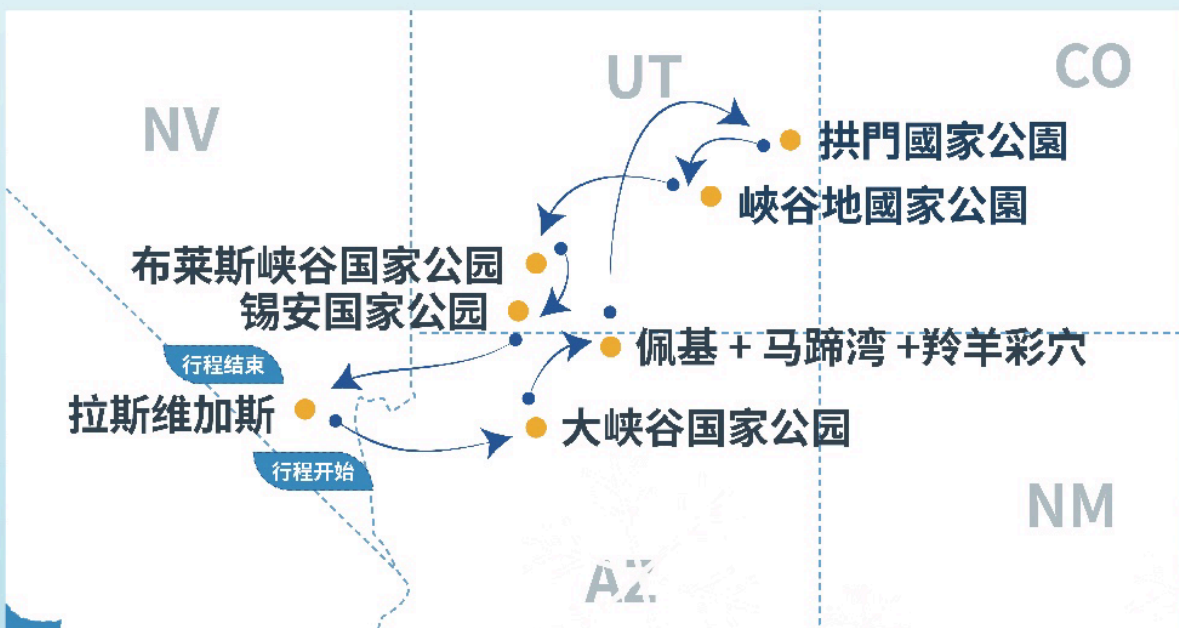 UT
CO
NV
拱門國家公園
峽谷地國家公園
布莱斯峡谷国家公园
锡安国家公园
佩基 + 马蹄湾 +羚羊彩穴
行程结束
拉斯维加斯
大峡谷国家公园
行程开始
NM
AZ